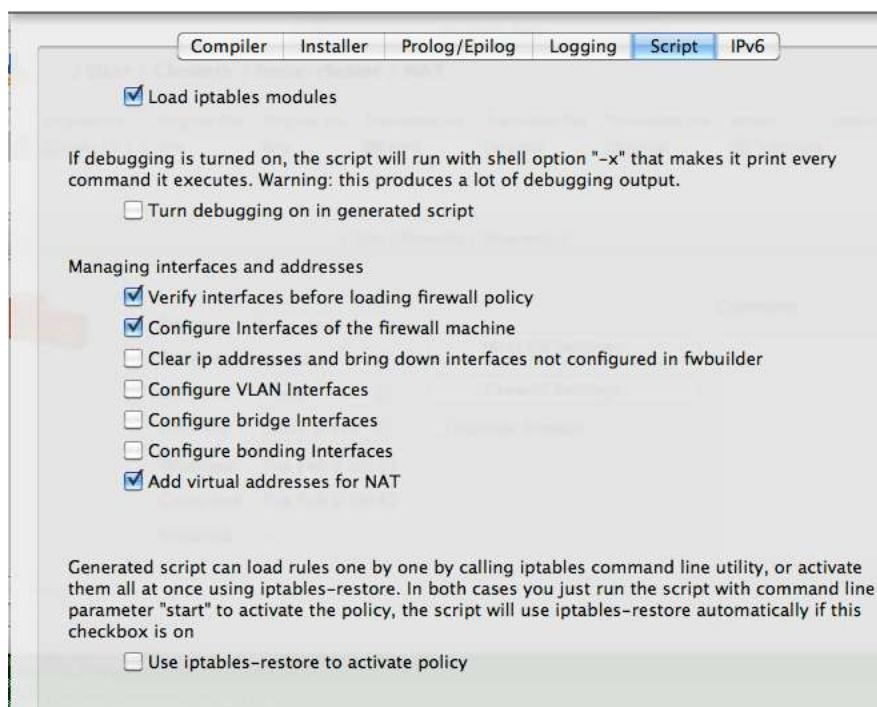 Compiler Installer Prolog/Epilog Logging Script IPv6
Load iptables modules
If debugging is turned on, the script will run with shell option "-x" that makes it print every
command it executes. Warning: this produces a lot of debugging output.
Turn debugging on in generated script
Managing interfaces and addresses
Verify interfaces before loading firewall policy
Configure Interfaces of the firewall machine
Clear ip addresses and bring down interfaces not configured in fwbuilder
Configure VLAN Interfaces
Configure bridge Interfaces
Configure bonding Interfaces
Add virtual addresses for NAT
Generated script can load rules one by one by calling iptables command line utility, or activate
them all at once using iptables-restore. In both cases you just run the script with command line
parameter "start" to activate the policy, the script will use iptables-restore automatically if this
checkbox is on
Use iptables-restore to activate policy